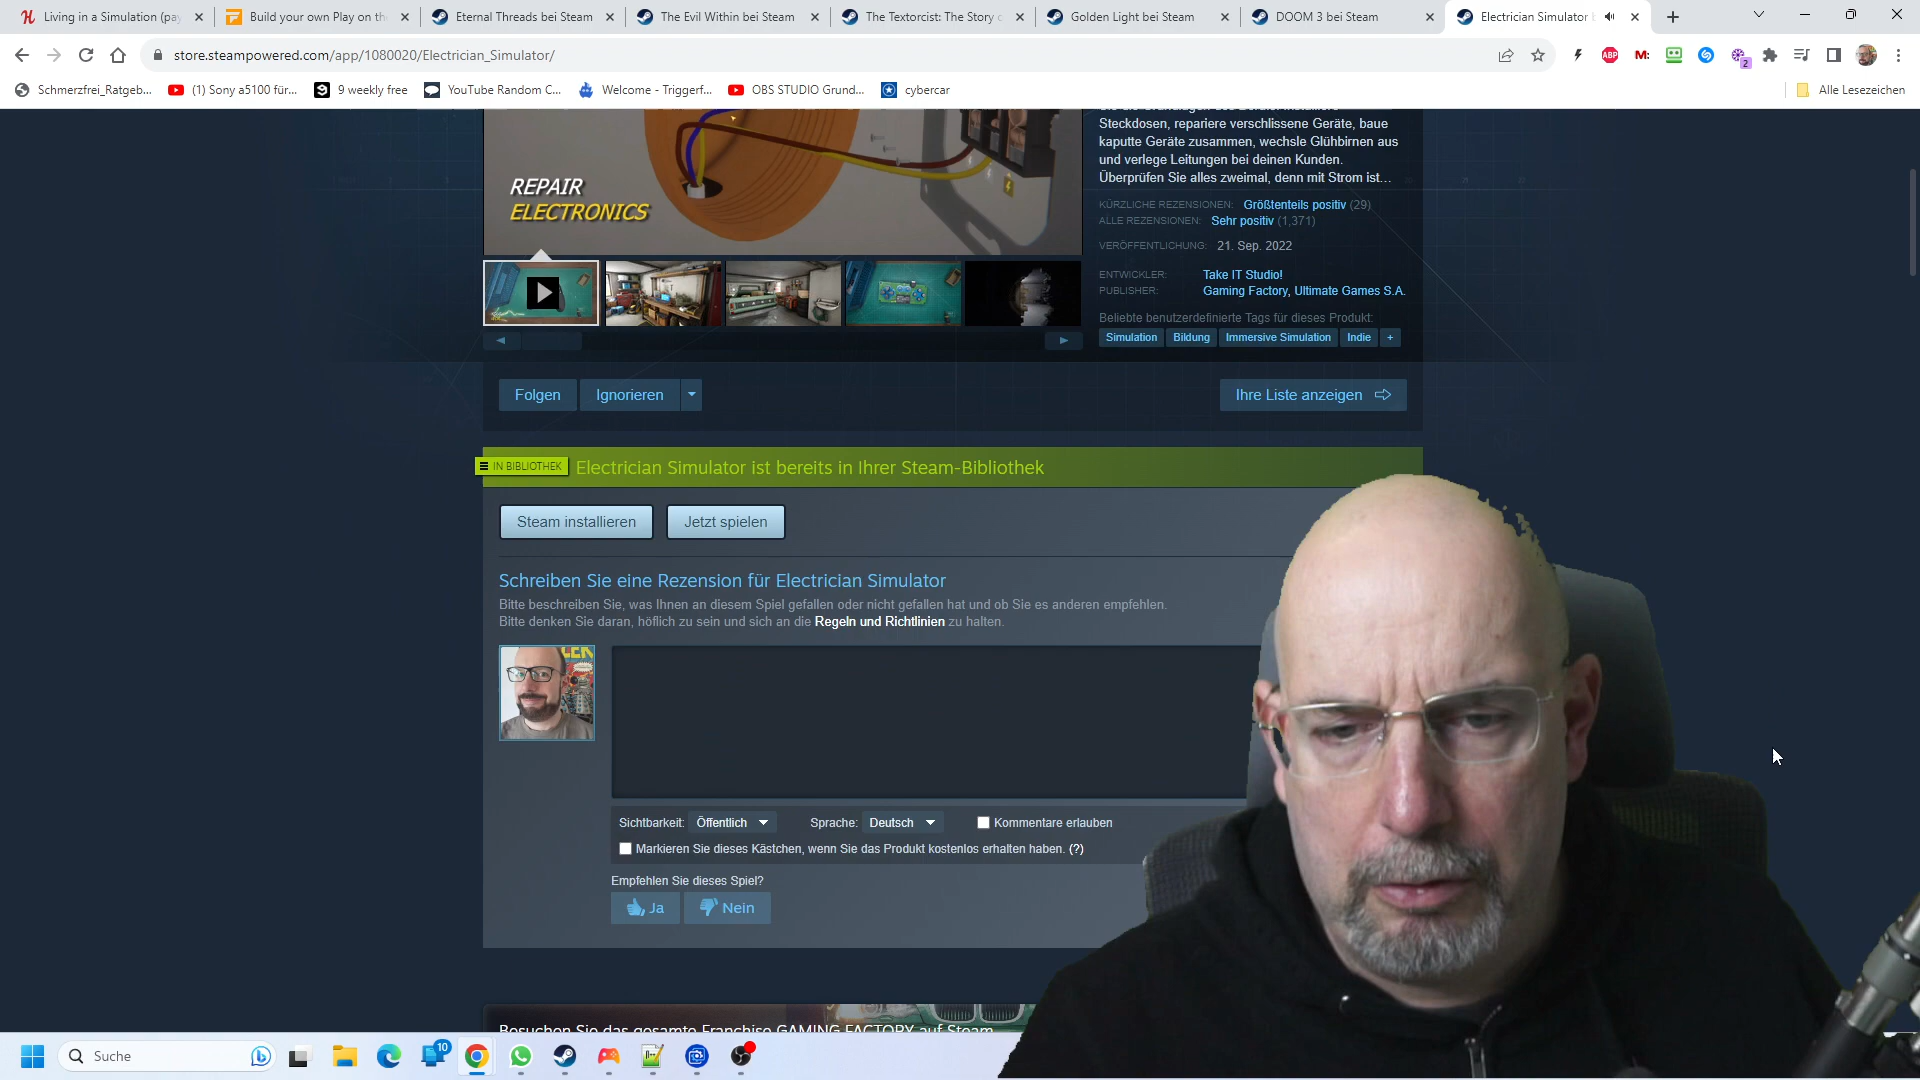 Living in a Simulation (pay
Build your own Play on the
Eternal Threads bei Steam
The Evil Within bei Steam
The Textorcist: The Story o
Golden Light bei Steam
DOOM 3 bei Steam
Electrician Simulator b
store.steampowered.com/app/1080020/Electrician_Simulator/
ABP
M:
2
Schmerzfrei_Ratgeb...
(1) Sony a5100 für...
9 weekly free
YouTube Random C...
Welcome - Triggerf...
OBS STUDIO Grund...
cybercar
Alle Lesezeichen
Steckdosen, repariere verschlissene Geräte, baue
kaputte Geräte zusammen, wechsle Glühbirnen aus
und verlege Leitungen bei deinen Kunden.
Überprüfen Sie alles zweimal, denn mit Strom ist...
REPAIR
ELECTRONICS
KÜRZLICHE REZENSIONEN: Größtenteils positiv (29)
ALLE REZENSIONEN: Sehr positiv (1,371)
VERÖFFENTLICHUNG: 21. Sep. 2022
ENTWICKLER: Take IT Studio!
PUBLISHER: Gaming Factory, Ultimate Games S.A.
Beliebte benutzerdefinierte Tags für dieses Produkt:
Simulation Bildung Immersive Simulation Indie +
Folgen Ignorieren Ihre Liste anzeigen
IN BIBLIOTHEK Electrician Simulator ist bereits in Ihrer Steam-Bibliothek
Steam installieren Jetzt spielen
Schreiben Sie eine Rezension für Electrician Simulator
Bitte beschreiben Sie, was Ihnen an diesem Spiel gefallen oder nicht gefallen hat und ob Sie es anderen empfehlen.
Bitte denken Sie daran, höflich zu sein und sich an die Regeln und Richtlinien zu halten.
Sichtbarkeit: Öffentlich Sprache: Deutsch Kommentare erlauben
Markieren Sie dieses Kästchen, wenn Sie das Produkt kostenlos erhalten haben. (?)
Empfehlen Sie dieses Spiel?
Ja Nein
Besuchen Sie das gesamte Franchise GAMING FACTORY auf Steam
Suche
10